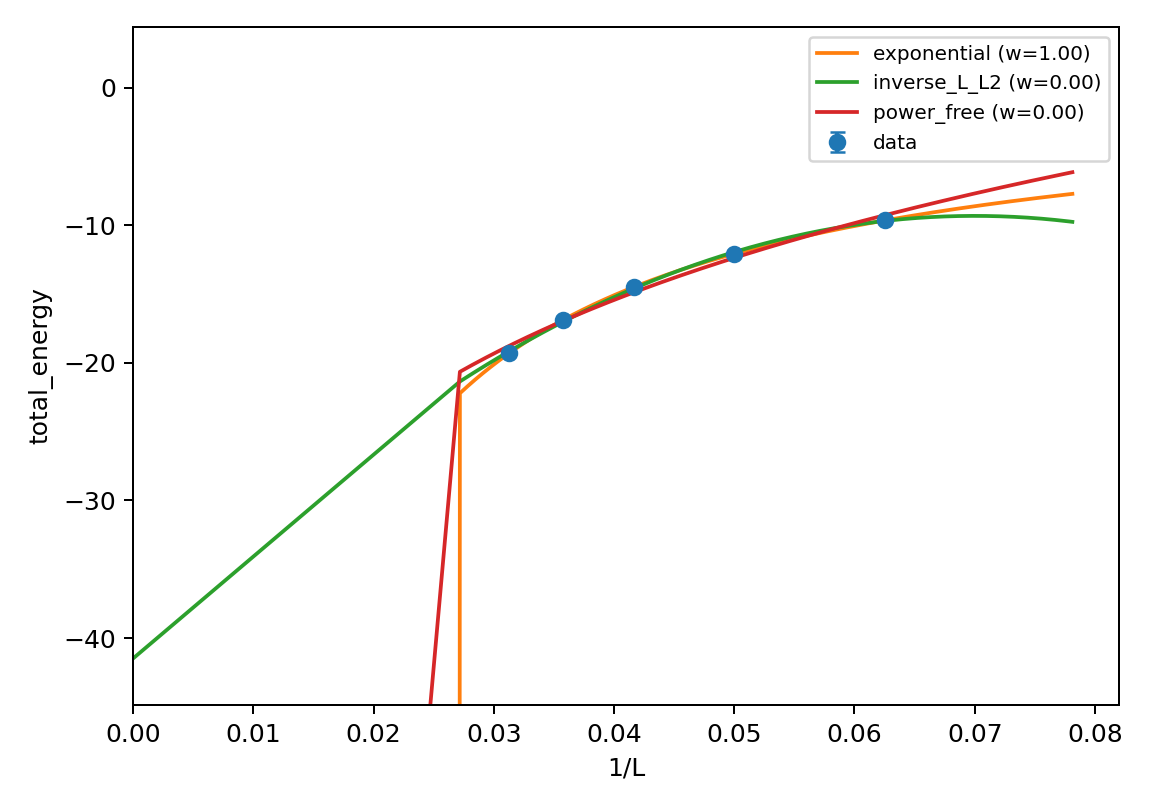 exponential (w=1.00)
inverse_L_L2 (w=0.00)
power_free (w=0.00)
data
total_energy
0
−10
−20
−30
−40
0.00 0.01 0.02 0.03 0.04 0.05 0.06 0.07 0.08
1/L